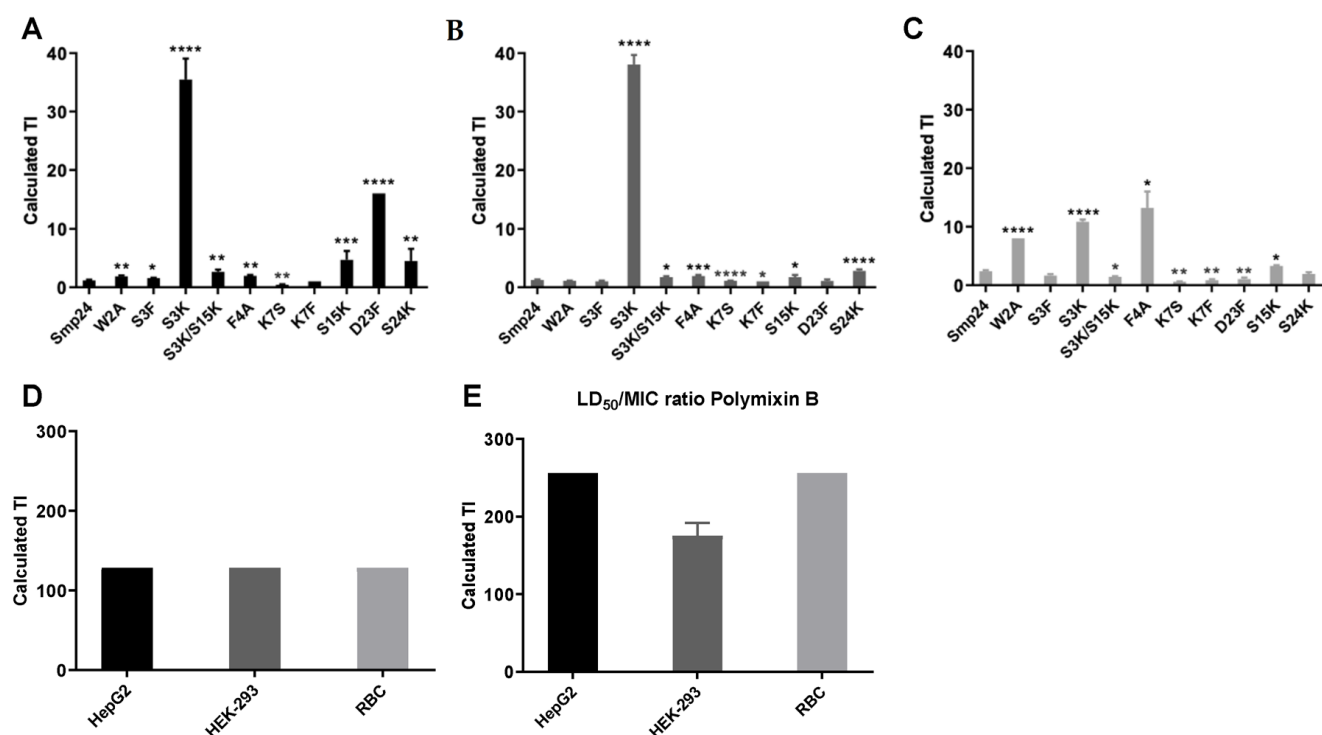 A
Calculated TI
40
30
20
10
0
****
**
*
**
**
**
***
****
**
Smp24
W2A
S3F
S3K
S3K/S15K
F4A
K7S
K7F
S15K
D23F
S24K
B
Calculated TI
40
30
20
10
0
****
*
***
****
*
*
****
Smp24
W2A
S3F
S3K
S3K/S15K
F4A
K7S
K7F
S15K
D23F
S24K
C
Calculated TI
40
30
20
10
0
****
****
*
*
**
**
**
*
Smp24
W2A
S3F
S3K
S3K/S15K
F4A
K7S
K7F
D23F
S15K
S24K
D
Calculated TI
300
200
100
0
HepG2
HEK-293
RBC
E
LD50/MIC ratio Polymixin B
Calculated TI
300
200
100
0
HepG2
HEK-293
RBC